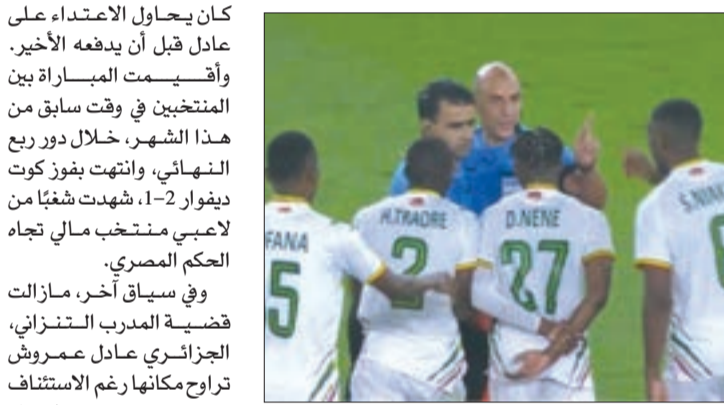 كان يحاول الاعتداء على
عادل قبل أن يدفعه الأخير.
وأقيمت المباراة بين
المنتخبين في وقت سابق من
هذا الشهر، خلال دور ربع
النهائي، وانتهت بفوز كوت
ديفوار 2–1، شهدت شغبًا من
لاعبي منتخب مالي تجاه
الحكم المصري.
وفي سياق آخر، مازالت
قضية المدرب التنزاني،
الجزائري عادل عمروش
تراوح مكانها رغم الاستئناف
FANA
5
H.TRAORE
2
D.NENE
27